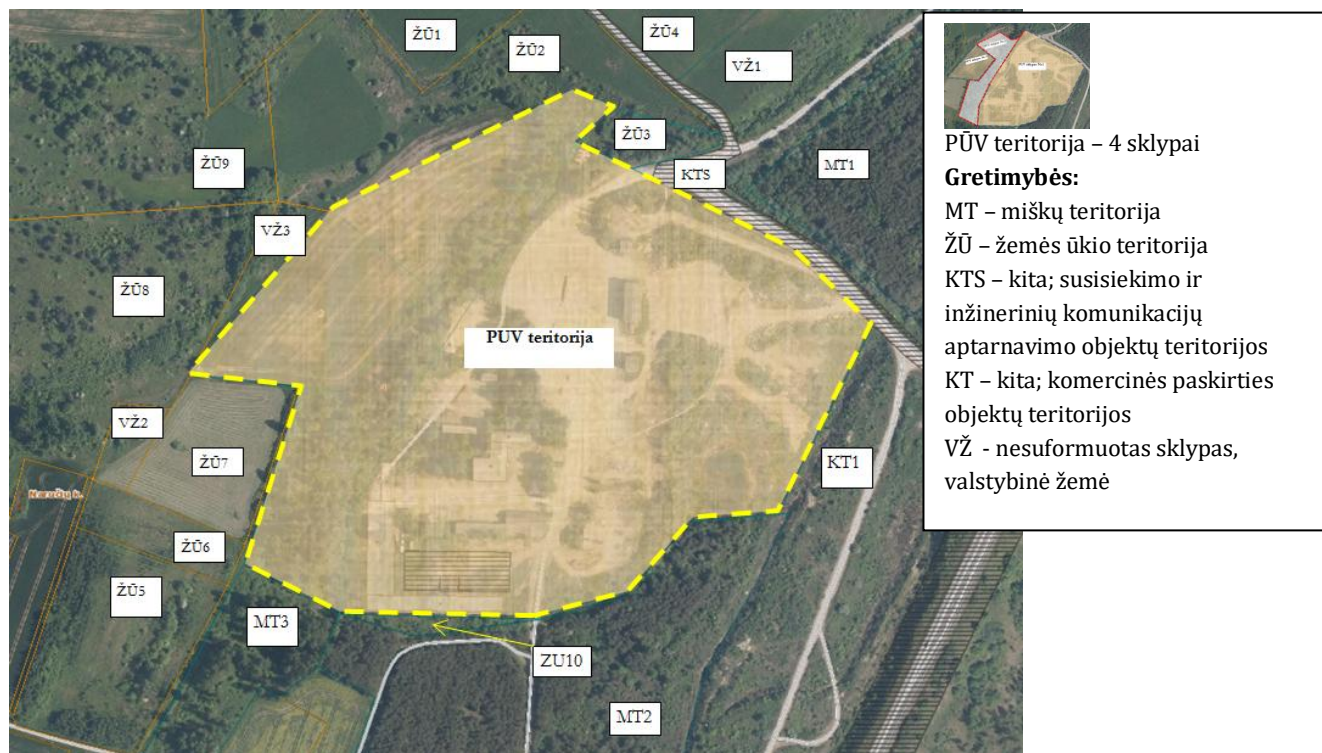 ŽŪ1
ŽŪ2
ŽŪ4
VŽ1
ŽŪ3
ŽŪ9
KTS
MT1
VŽ3
ŽŪ8
PUV teritorija
VŽ2
ŽŪ7
KT1
ŽŪ6
ŽŪ5
MT3
ZU10
MT2
PŪV teritorija – 4 sklypai
Gretimybės:
MT – miškų teritorija
ŽŪ – žemės ūkio teritorija
KTS – kita; susisiekimo ir
inžinerinių komunikacijų
aptarnavimo objektų teritorijos
KT – kita; komercinės paskirties
objektų teritorijos
VŽ - nesuformuotas sklypas,
valstybinė žemė